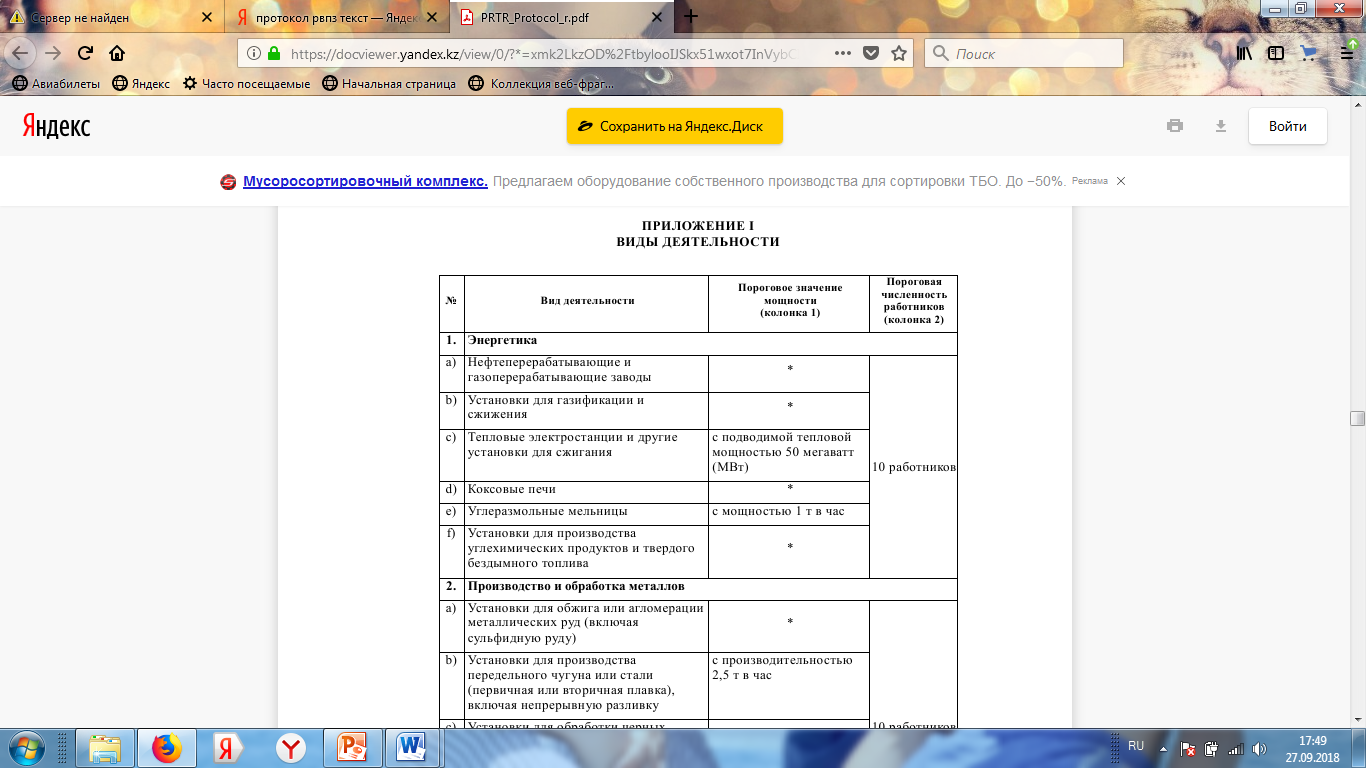 Сервер не найден
протокол рвпз текст — Яндек
PRTR_Protocol_r.pdf
https://docviewer.yandex.kz/view/0/?*=xmk2LkzOD%2FtbylooIJSkx51wxot7InVybC
Поиск
Авиабилеты
Яндекс
Часто посещаемые
Начальная страница
Коллекция веб-фраг...
Яндекс
Сохранить на Яндекс.Диск
Войти
Мусоросортировочный комплекс. Предлагаем оборудование собственного производства для сортировки ТБО. До −50%. Реклама
ПРИЛОЖЕНИЕ I
ВИДЫ ДЕЯТЕЛЬНОСТИ
№
Вид деятельности
Пороговое значение
мощности
(колонка 1)
Пороговая
численность
работников
(колонка 2)
1. Энергетика
a) Нефтеперерабатывающие и
газоперерабатывающие заводы
*
b) Установки для газификации и
сжижения
*
c) Тепловые электростанции и другие
установки для сжигания
с подводимой тепловой
мощностью 50 мегаватт
(МВт)
10 работников
d) Коксовые печи
*
e) Углеразмольные мельницы
с мощностью 1 т в час
f) Установки для производства
углехимических продуктов и твердого
бездымного топлива
*
2. Производство и обработка металлов
a) Установки для обжига или агломерации
металлических руд (включая
сульфидную руду)
*
b) Установки для производства
передельного чугуна или стали
(первичная или вторичная плавка),
включая непрерывную разливку
с производительностью
2,5 т в час
c) Установки для обработки черных
10 работников
RU
17:49
27.09.2018